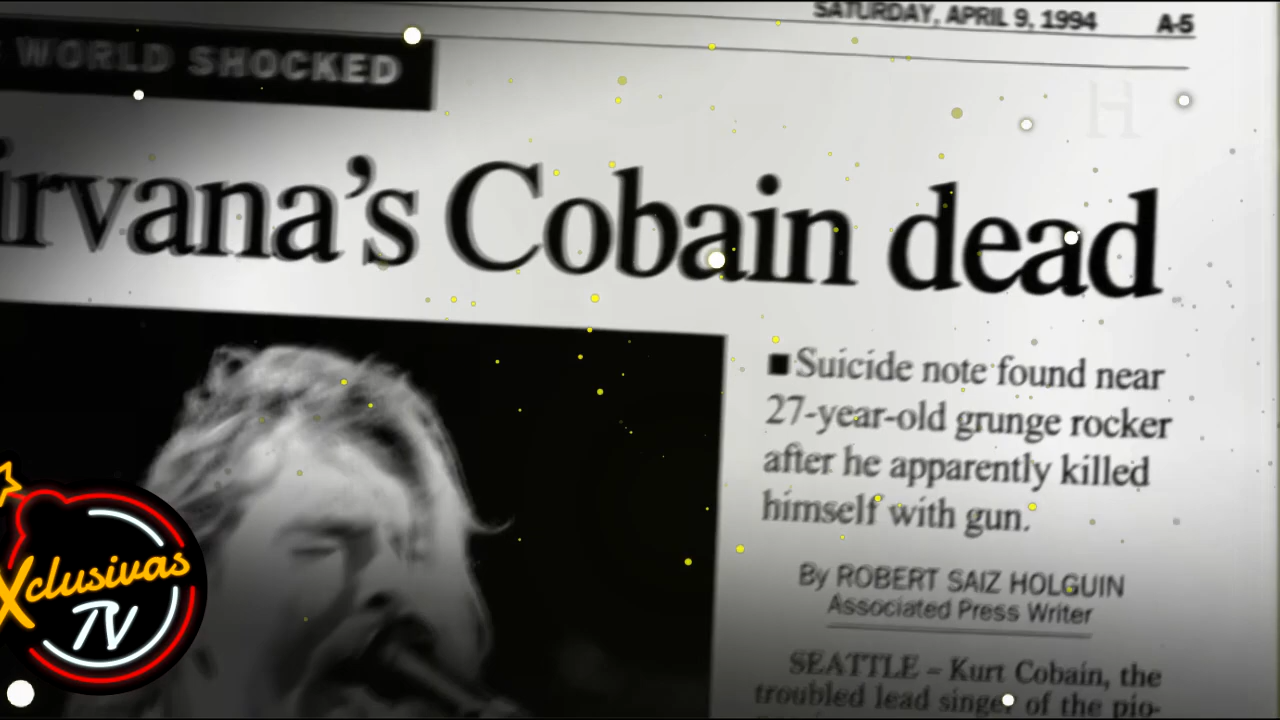 SATURDAY, APRIL 9, 1994 A-5
WORLD SHOCKED
irvana's Cobain dead
■ Suicide note found near
27-year-old grunge rocker
after he apparently killed
himself with gun.
By ROBERT SAIZ HOLGUIN
Associated Press Writer
SEATTLE – Kurt Cobain, the
troubled lead singer of the pio-
Xclusivas
TV
H